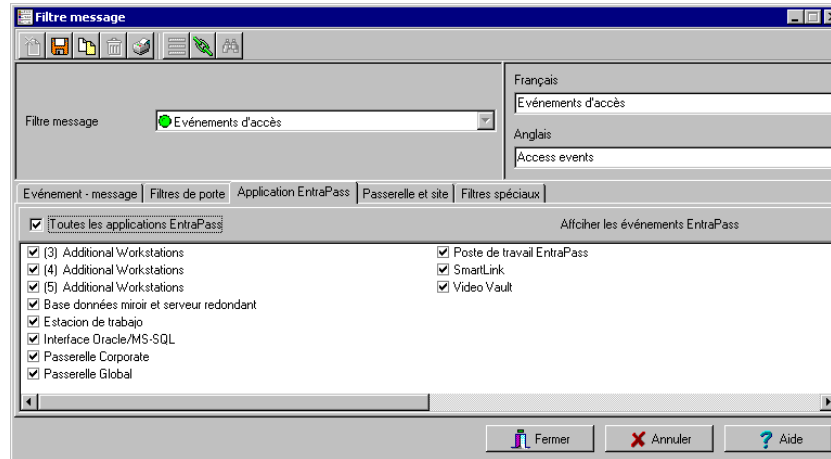 Filtre message
Français
Evénements d'accès
Filtre message
Evénements d'accès
Anglais
Access events
Evénement - message
Filtres de porte
Application EntraPass
Passerelle et site
Filtres spéciaux
Toutes les applications EntraPass
Affciher les événements EntraPass
(3) Additional Workstations
(4) Additional Workstations
(5) Additional Workstations
Base données miroir et serveur redondant
Estacion de trabajo
Interface Oracle/MS-SQL
Passerelle Corporate
Passerelle Global
Poste de travail EntraPass
SmartLink
Video Vault
Fermer
Annuler
Aide